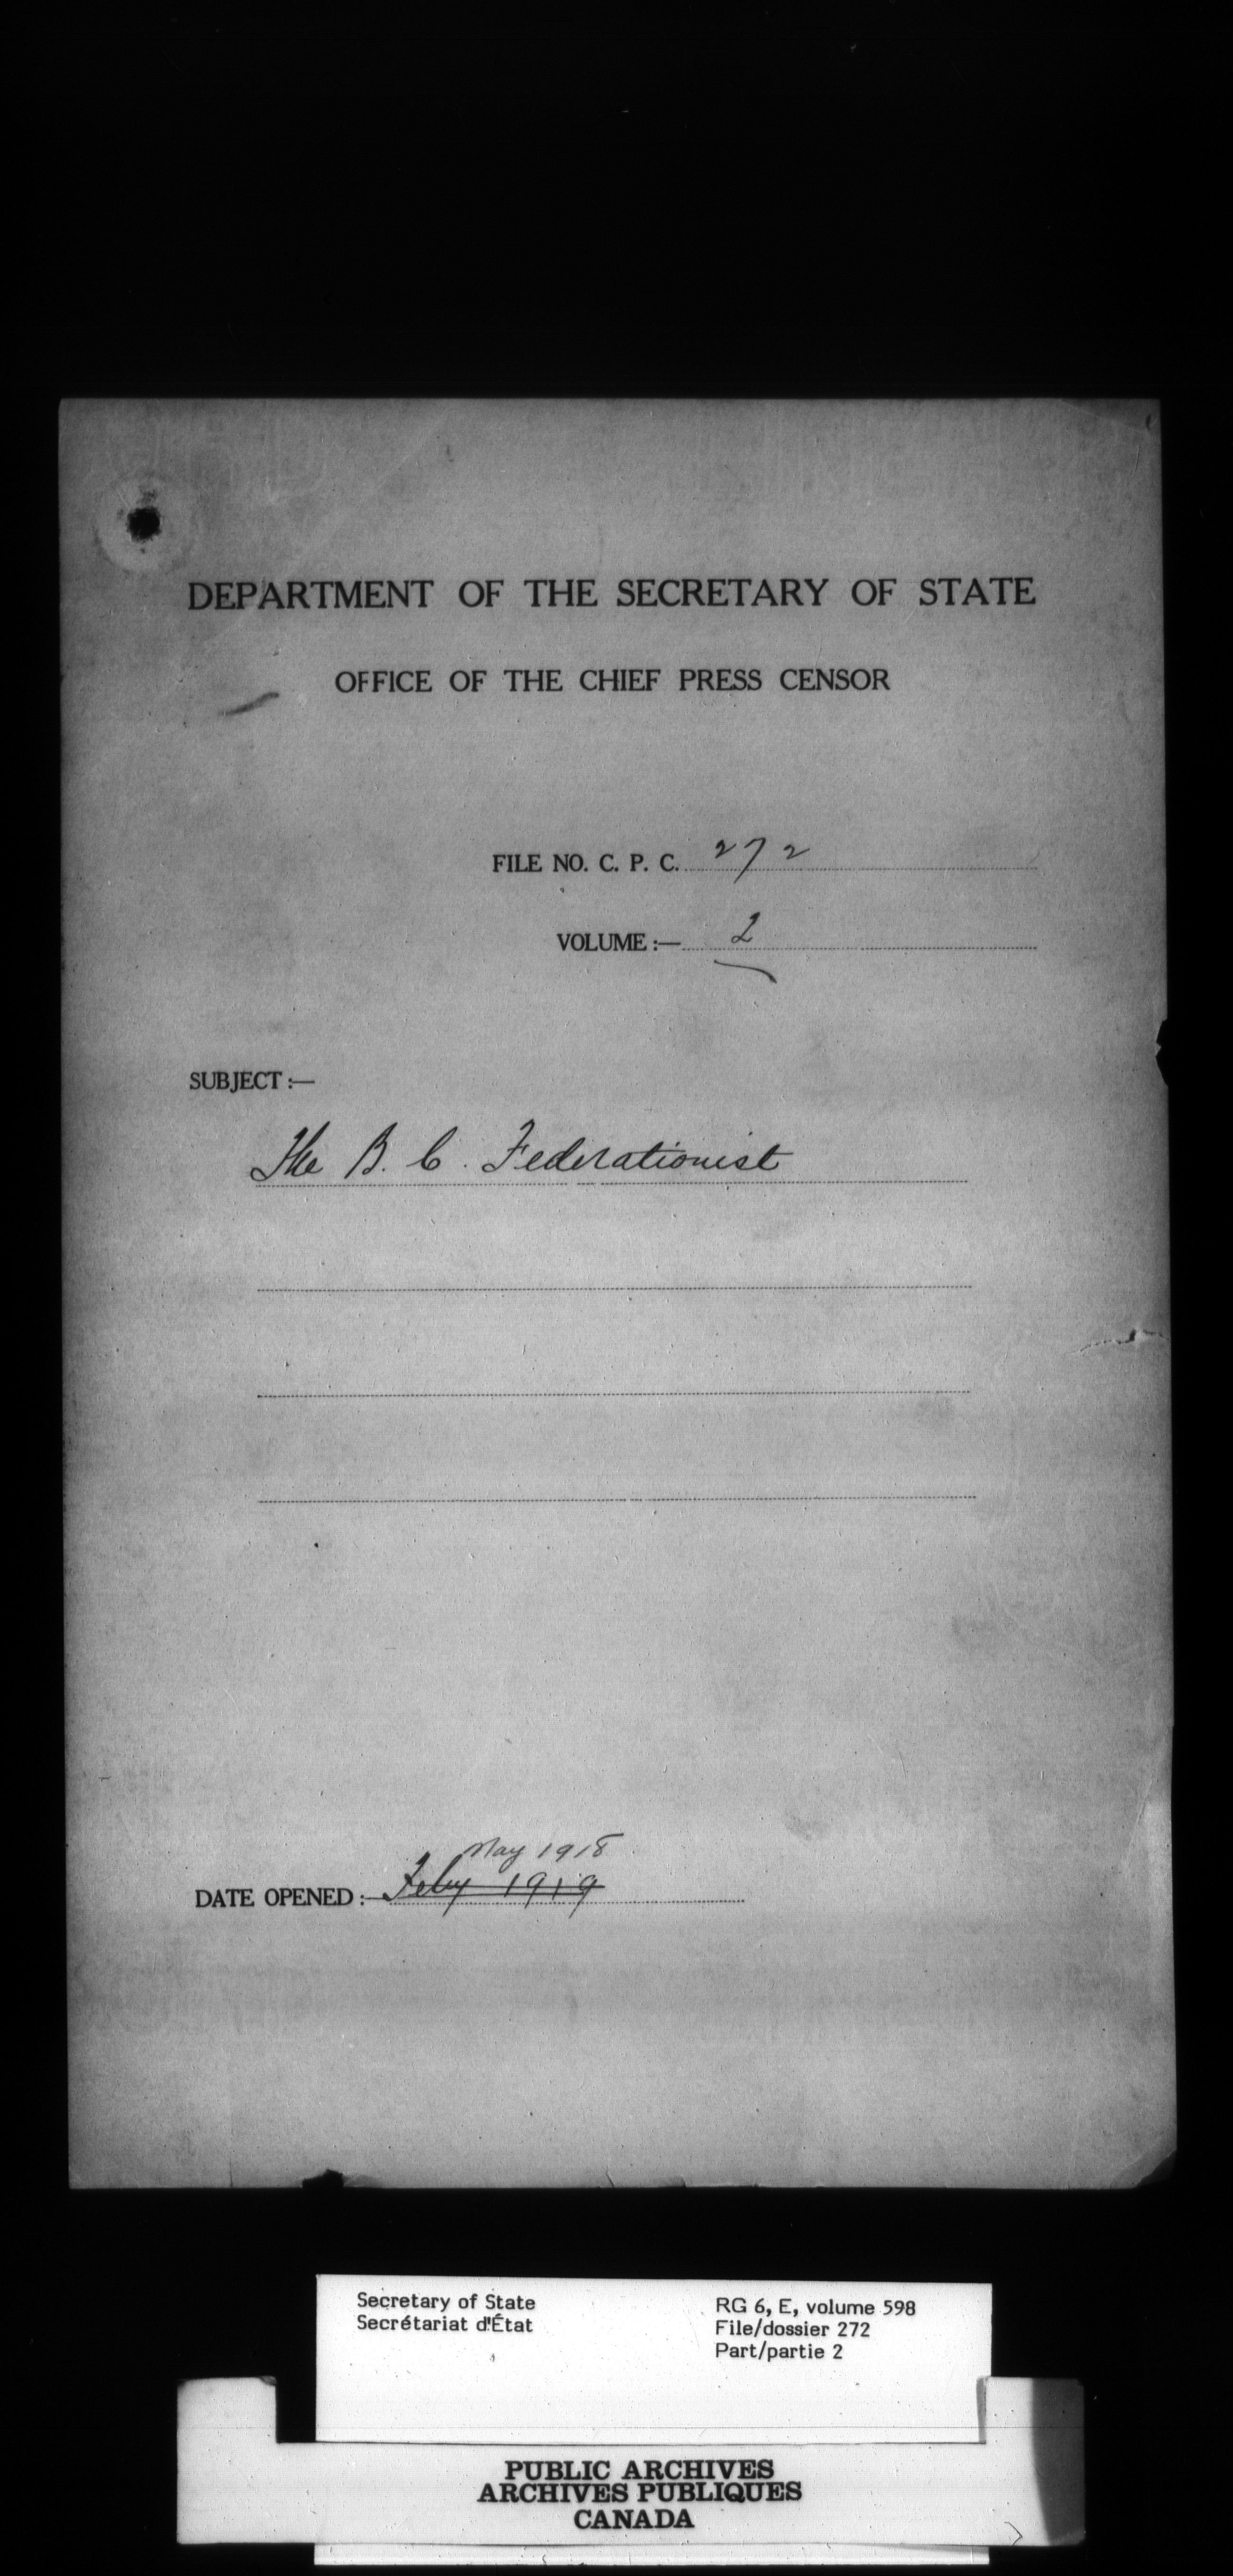 DEPARTMENT OF THE SECRETARY OF STATE
OFFICE OF THE CHIEF PRESS CENSOR
FILE NO. C. P. C. 272
VOLUME :— 2
SUBJECT :—
The B. C. Federationist
May 1918
DATE OPENED :— Feby 1919
Secretary of State
Secrétariat d'État
RG 6, E, volume 598
File/dossier 272
Part/partie 2
PUBLIC ARCHIVES
ARCHIVES PUBLIQUES
CANADA